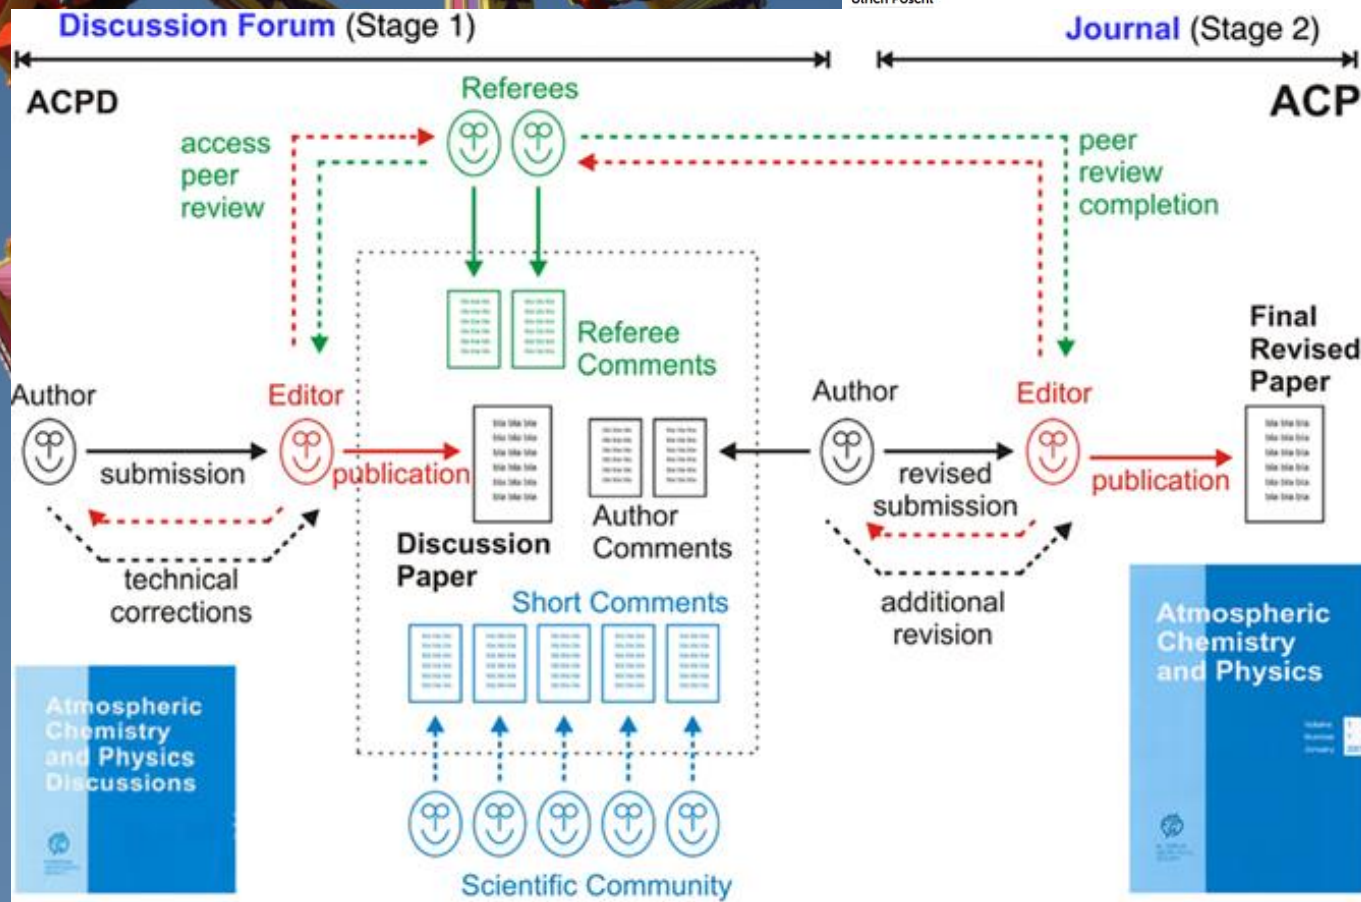 Ulrich Pöschl
Discussion Forum (Stage 1)
Journal (Stage 2)
ACPD
ACP
Referees
access
peer
review
peer
review
completion
Referee
Comments
Final
Revised
Paper
Author
Editor
Author
Editor
submission
publication
revised
submission
publication
Author
Comments
Discussion
Paper
technical
corrections
additional
revision
Short Comments
Atmospheric
Chemistry
and Physics
Discussions
Atmospheric
Chemistry
and Physics
Scientific Community